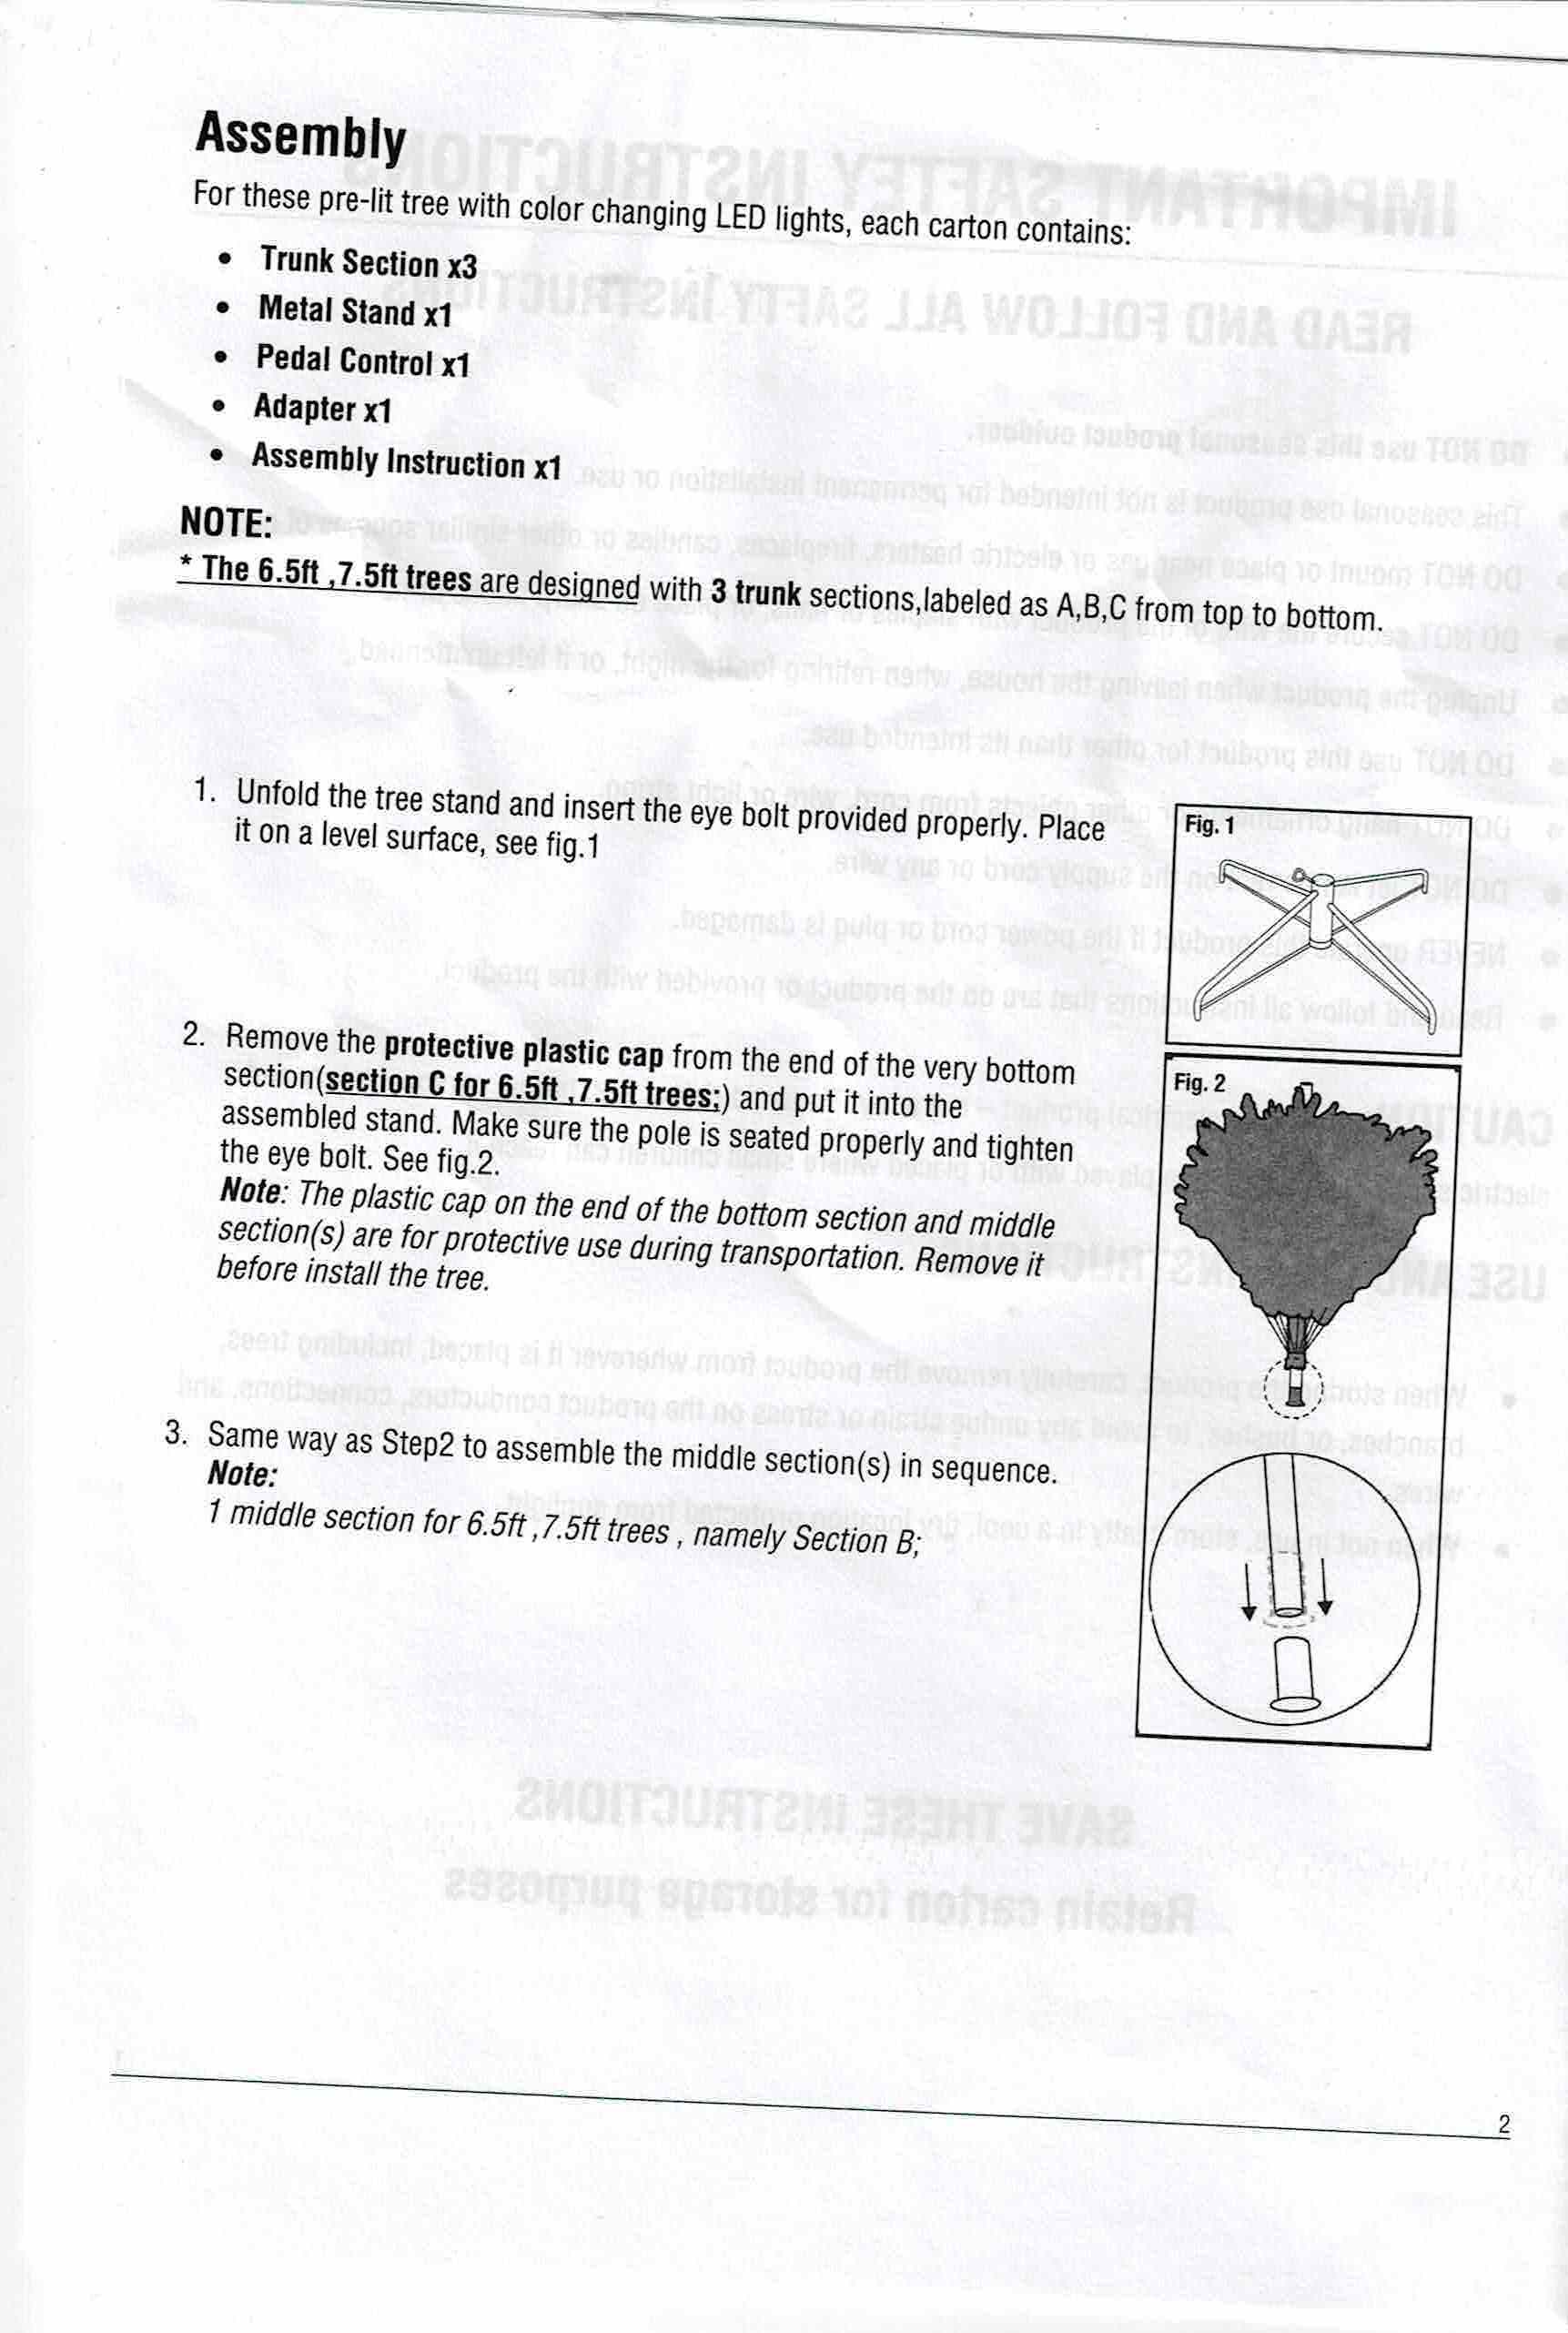 Assembly
For these pre-lit tree with color changing LED lights, each carton contains:
• Trunk Section x3
• Metal Stand x1
• Pedal Control x1
• Adapter x1
• Assembly Instruction x1
NOTE:
* The 6.5ft ,7.5ft trees are designed with 3 trunk sections,labeled as A,B,C from top to bottom.
1. Unfold the tree stand and insert the eye bolt provided properly. Place
it on a level surface, see fig.1
Fig. 1
2. Remove the protective plastic cap from the end of the very bottom
section(section C for 6.5ft ,7.5ft trees;) and put it into the
assembled stand. Make sure the pole is seated properly and tighten
the eye bolt. See fig.2.
Note: The plastic cap on the end of the bottom section and middle
section(s) are for protective use during transportation. Remove it
before install the tree.
Fig. 2
3. Same way as Step2 to assemble the middle section(s) in sequence.
Note:
1 middle section for 6.5ft ,7.5ft trees , namely Section B;
2